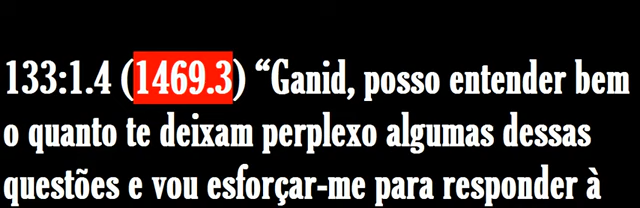 133:1.4 (1469.3) “Ganid, posso entender bem
o quanto te deixam perplexo algumas dessas
questões e vou esforçar-me para responder à